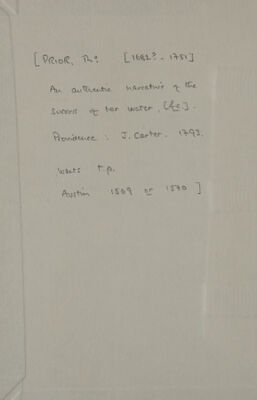 [PRIOR, Tho [1682? - 1751]
An authentic narrative of the
success of tar water, [&c].
Providence : J. Carter. 1793.
Wants t.p.
Austin 1569 or 1570 ]